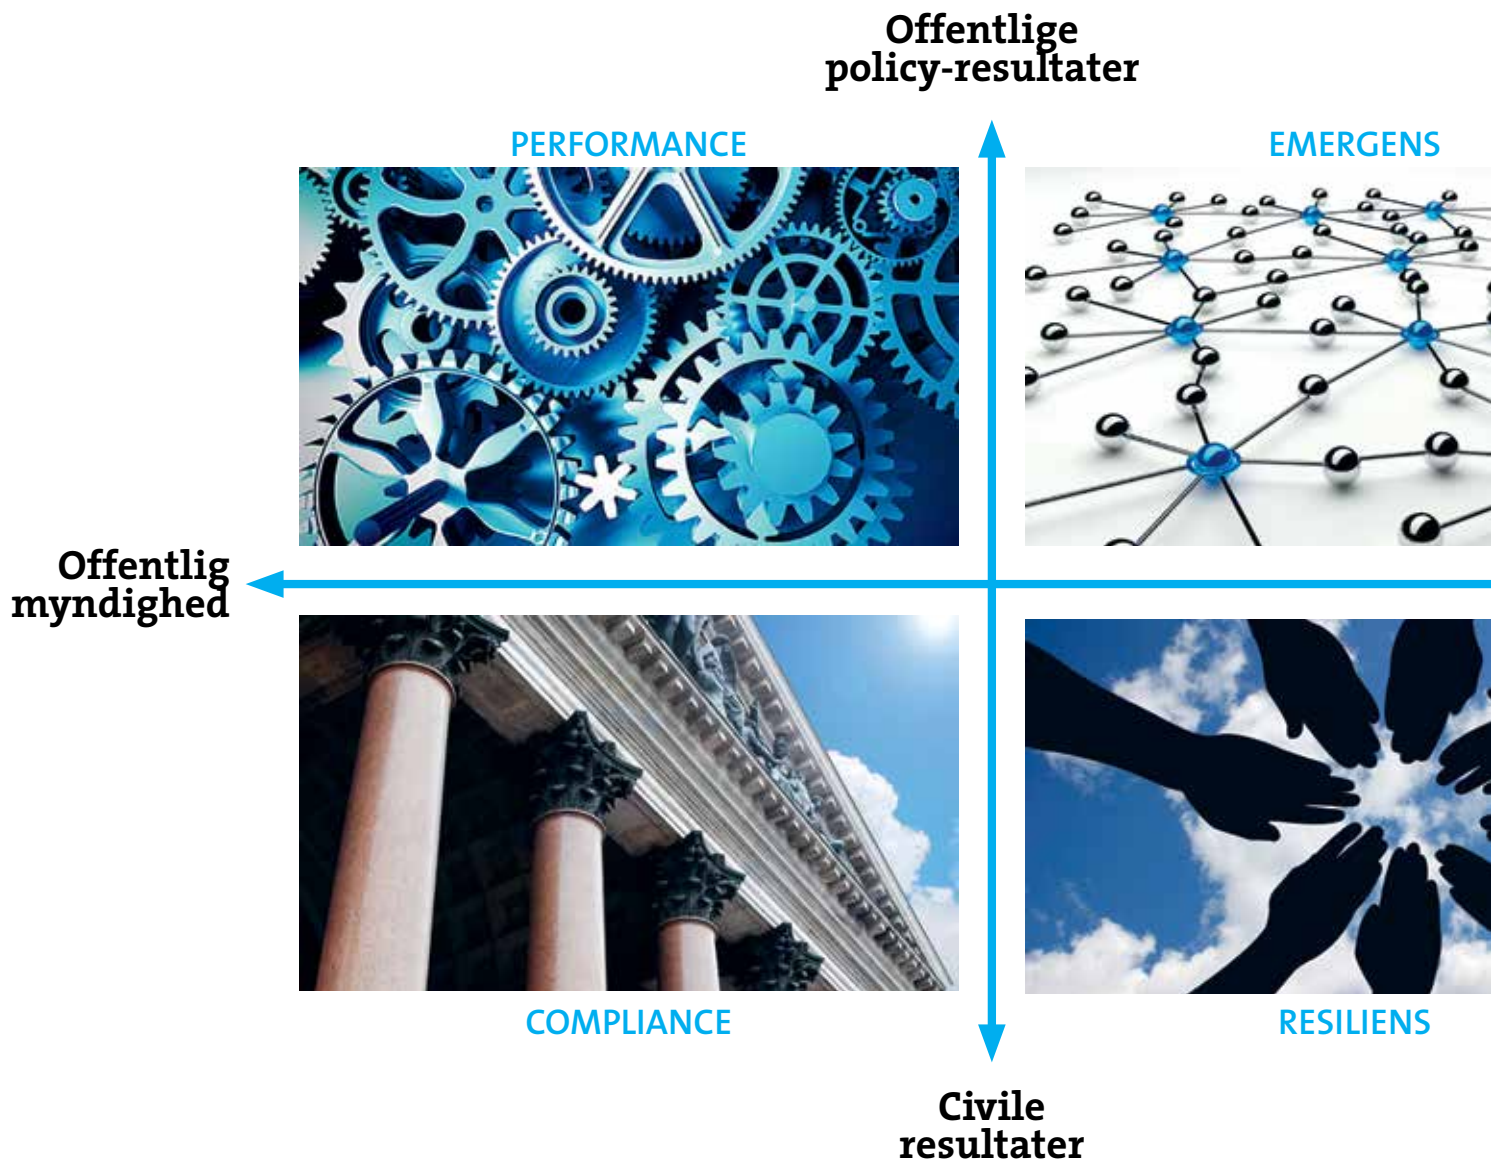 Offentlige
policy-resultater
PERFORMANCE
EMERGENS
Offentlig
myndighed
COMPLIANCE
RESILIENS
Civile
resultater